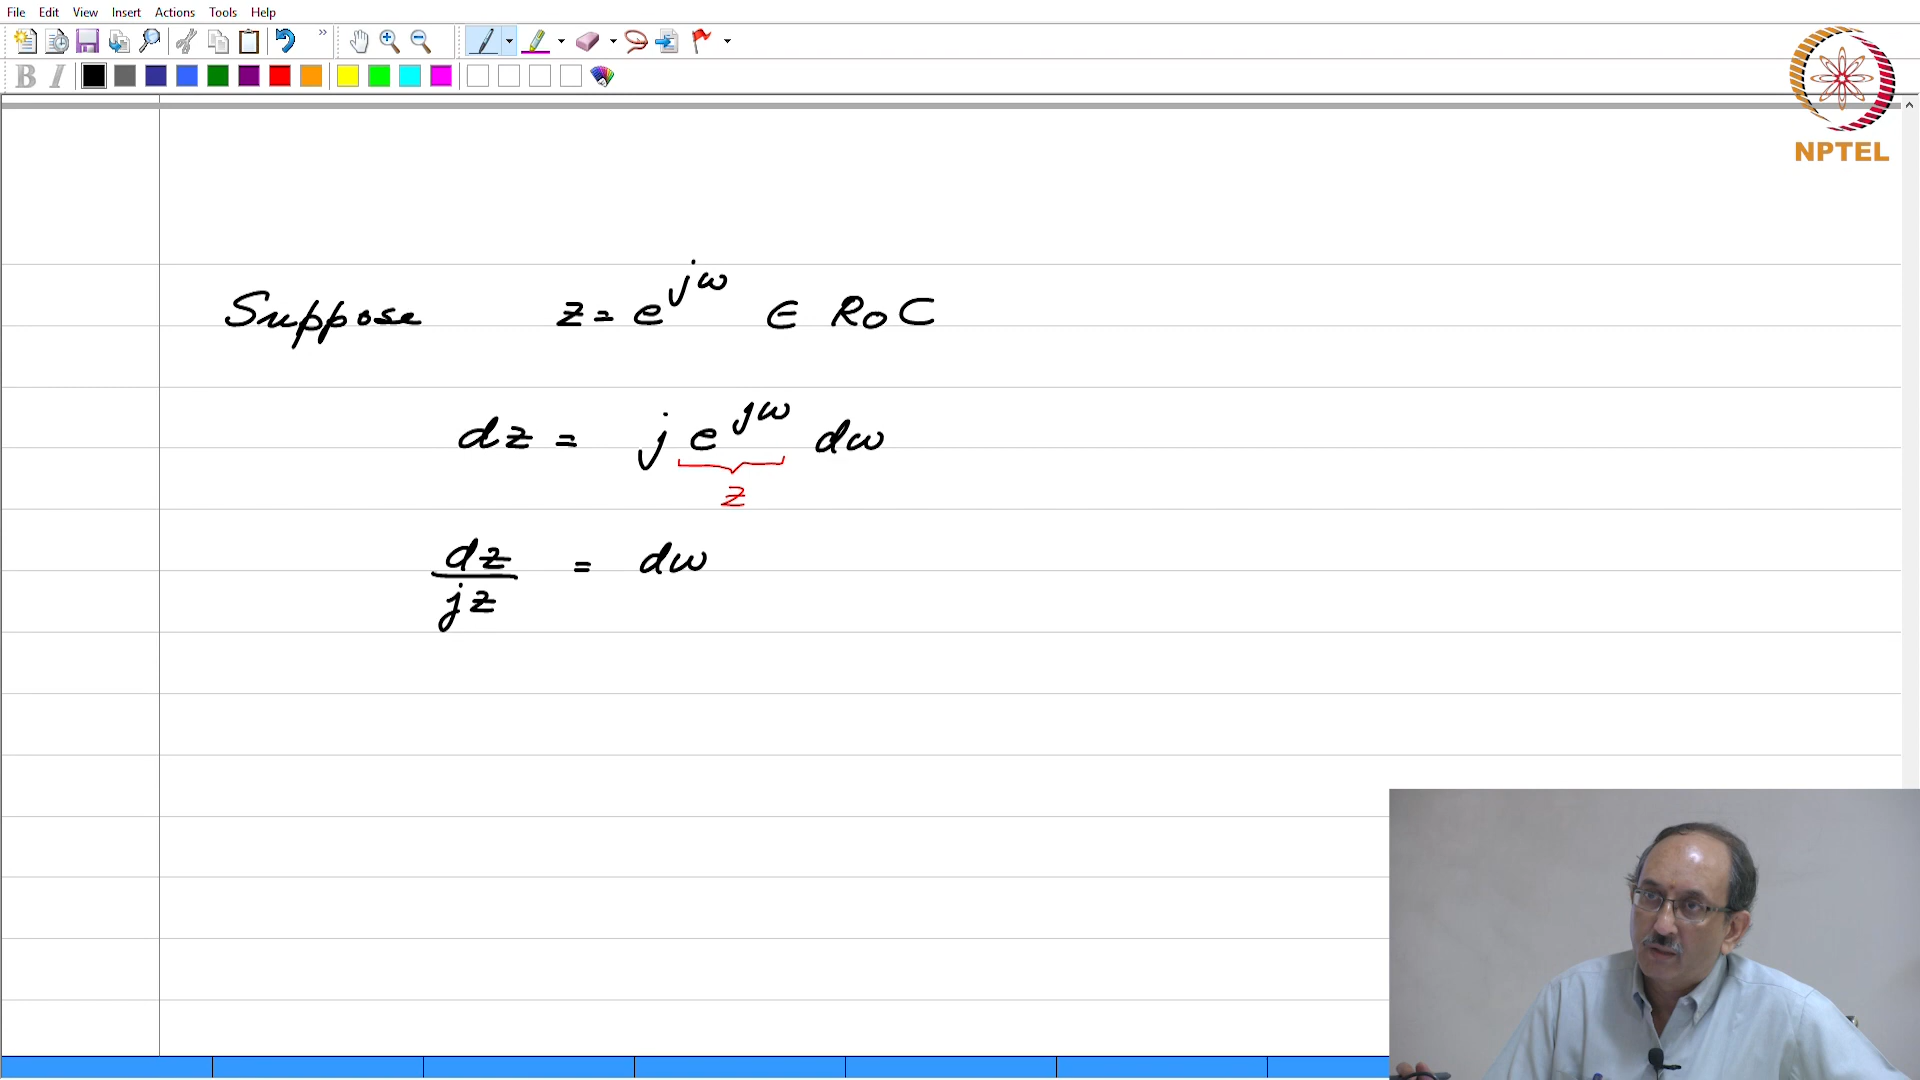 File Edit View Insert Actions Tools Help
B I
NPTEL
Suppose z = e^{jω} ∈ RoC
dz = j e^{jω} dω
z
dz/jz = dω